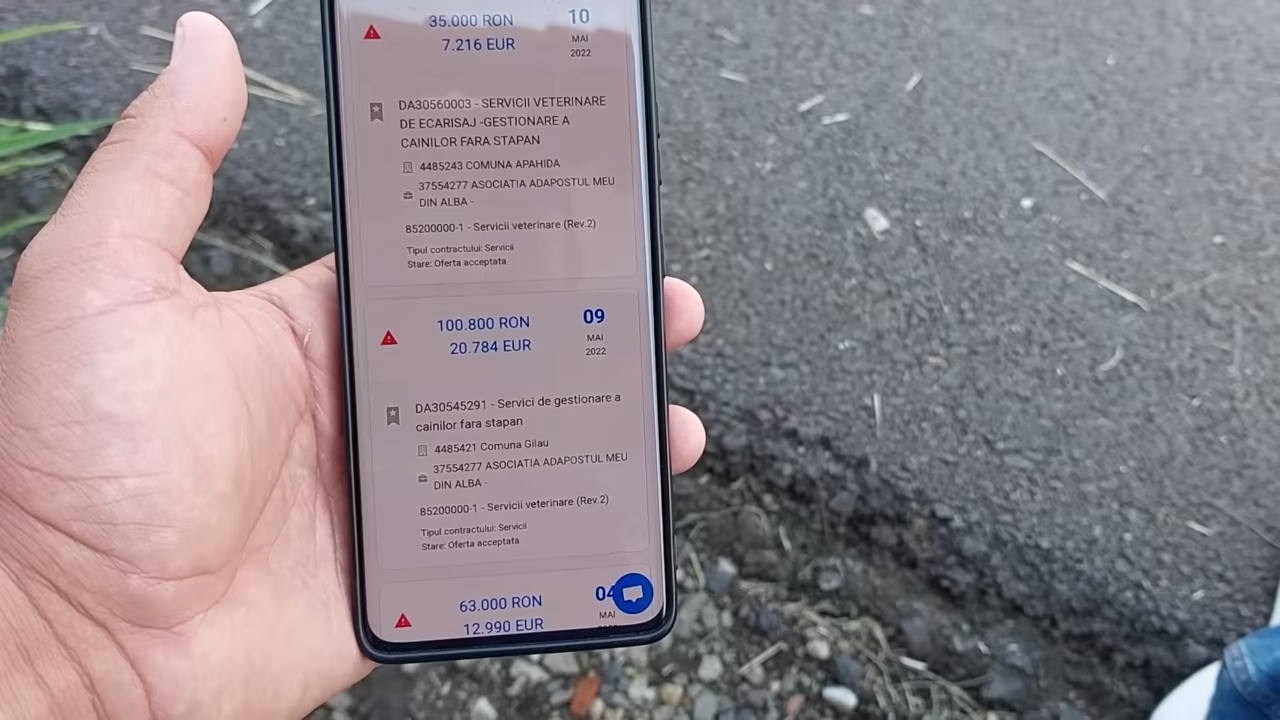 35.000 RON
10
7.216 EUR
MAI
2022
DA30560003 - SERVICII VETERINARE
DE ECARISAJ -GESTIONARE A
CAINILOR FARA STAPAN
4485243 COMUNA APAHIDA
37554277 ASOCIATIA ADAPOSTUL MEU
DIN ALBA -
85200000-1 - Servicii veterinare (Rev.2)
Tipul contractului: Servicii
Stare: Oferta acceptata
100.800 RON
09
20.784 EUR
MAI
2022
DA30545291 - Servici de gestionare a
cainilor fara stapan
4485421 Comuna Gilau
37554277 ASOCIATIA ADAPOSTUL MEU
DIN ALBA -
85200000-1 - Servicii veterinare (Rev.2)
Tipul contractului: Servicii
Stare: Oferta acceptata
63.000 RON
04
12.990 EUR
MAI